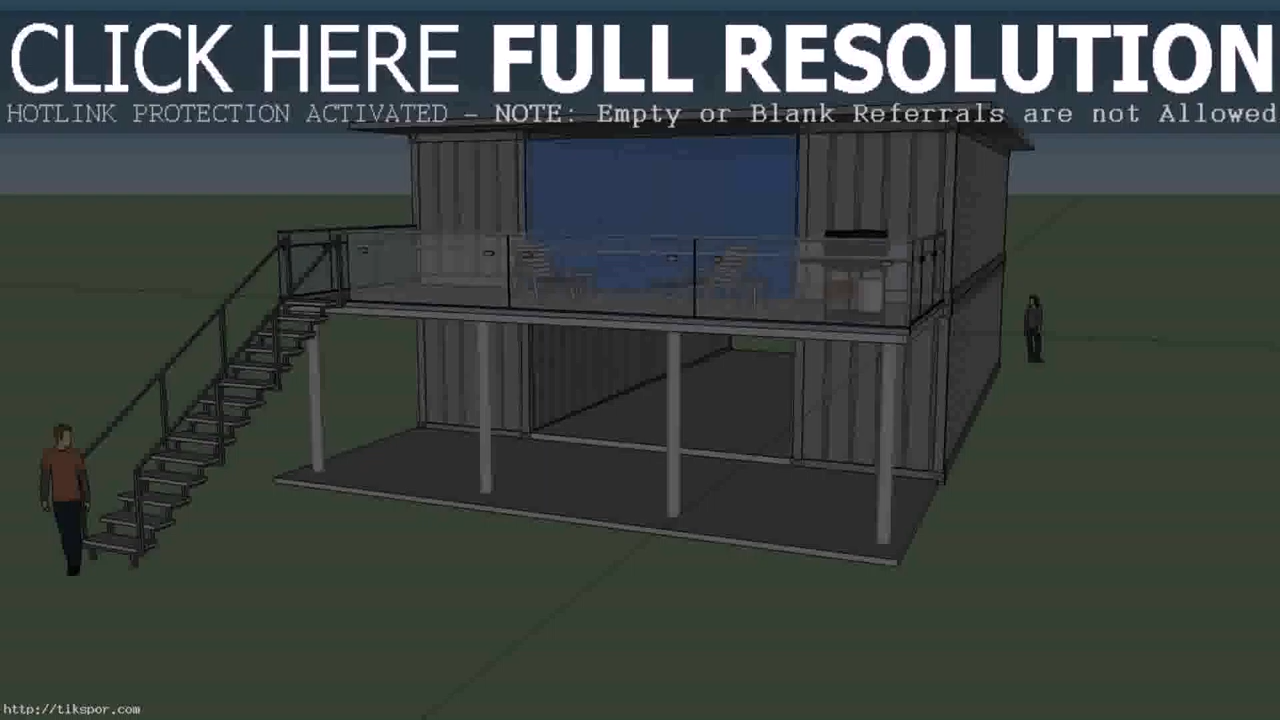 CLICK HERE FULL RESOLUTION
HOTLINK PROTECTION ACTIVATED – NOTE: Empty or Blank Referrals are not Allowed
http://tikspor.com